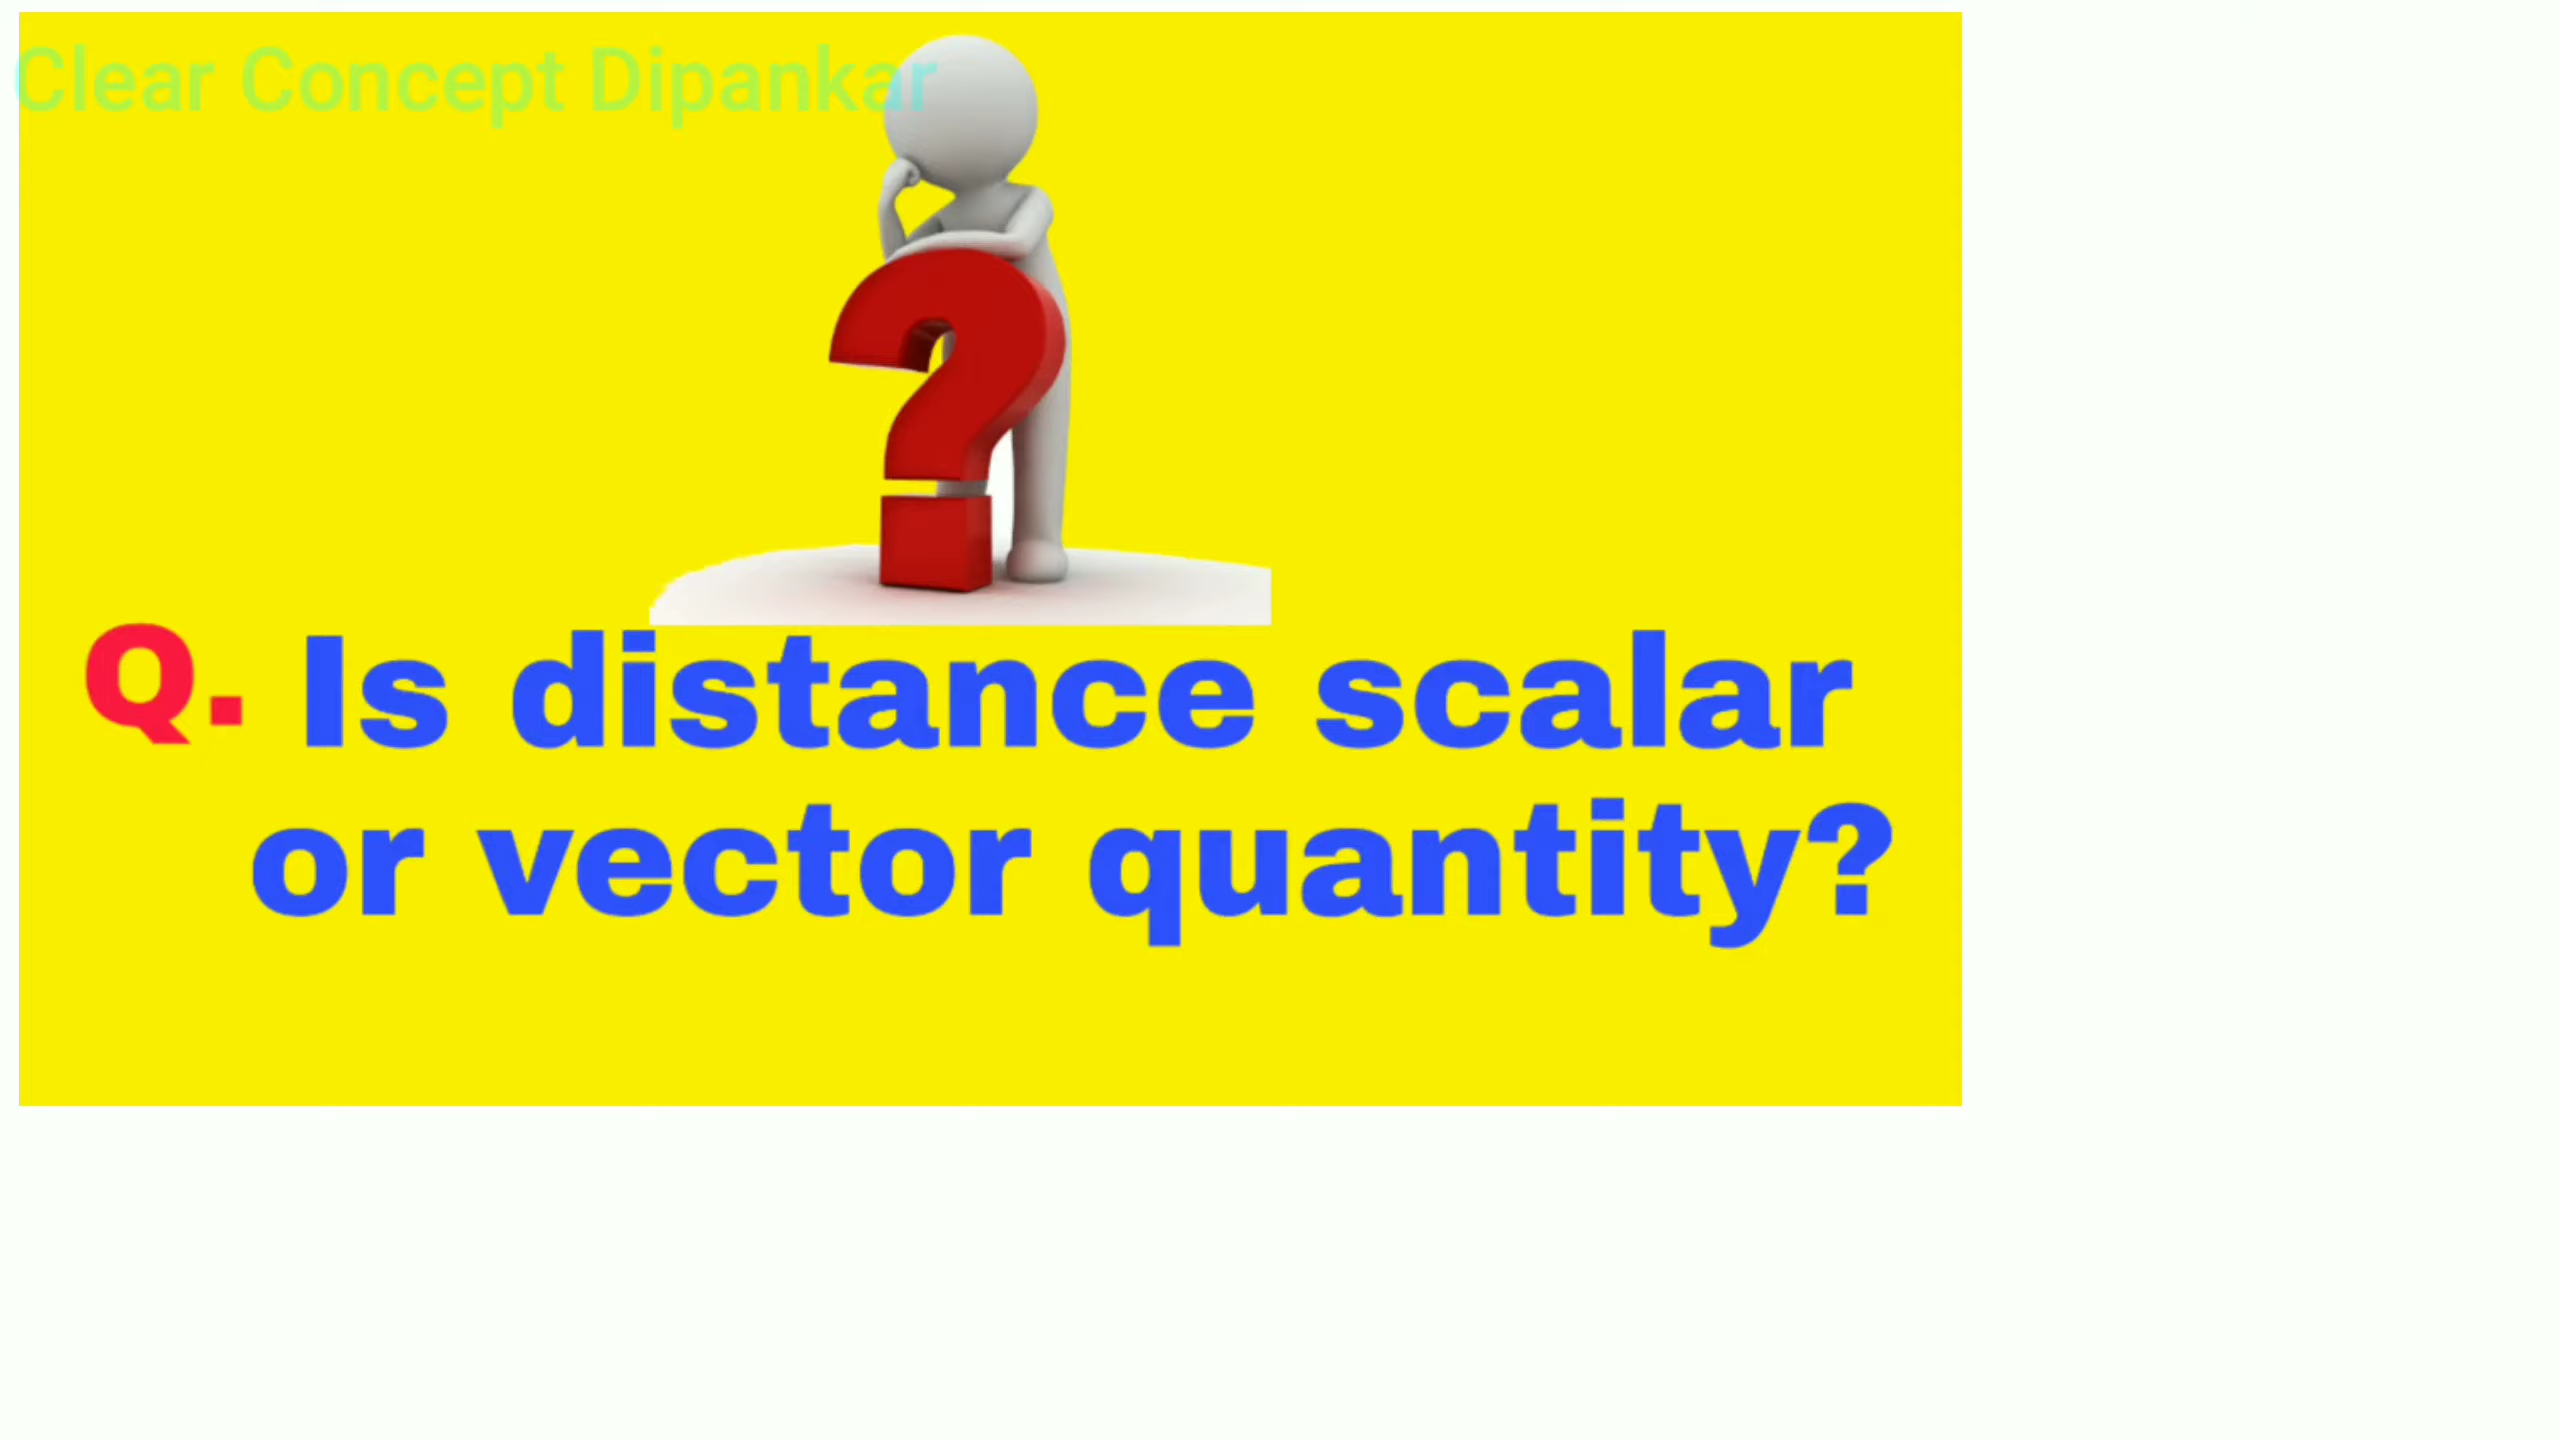 Clear Concept Dipankar
Q. Is distance scalar
or vector quantity?